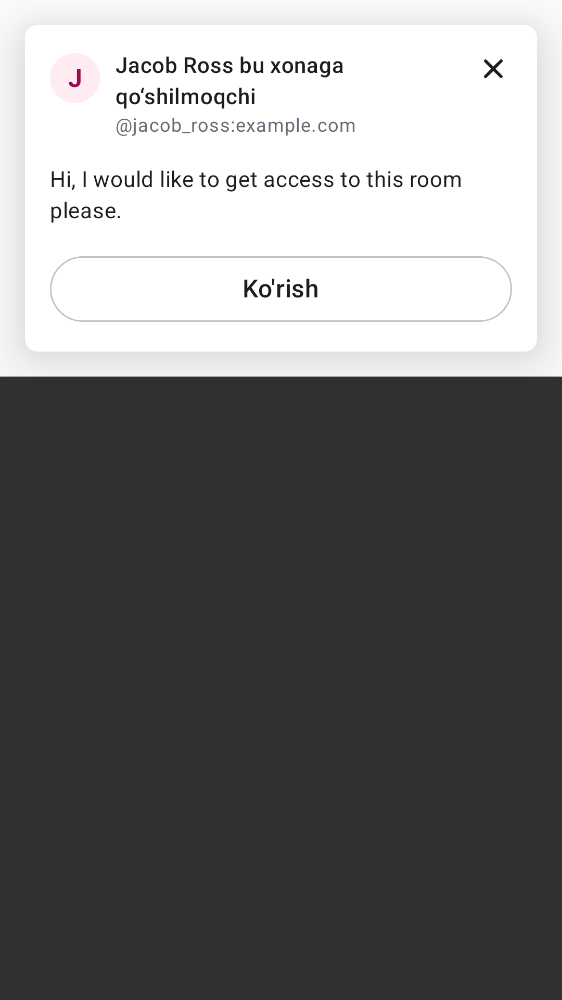 J
Jacob Ross bu xonaga
qo‘shilmoqchi
@jacob_ross:example.com
Hi, I would like to get access to this room
please.
Ko'rish